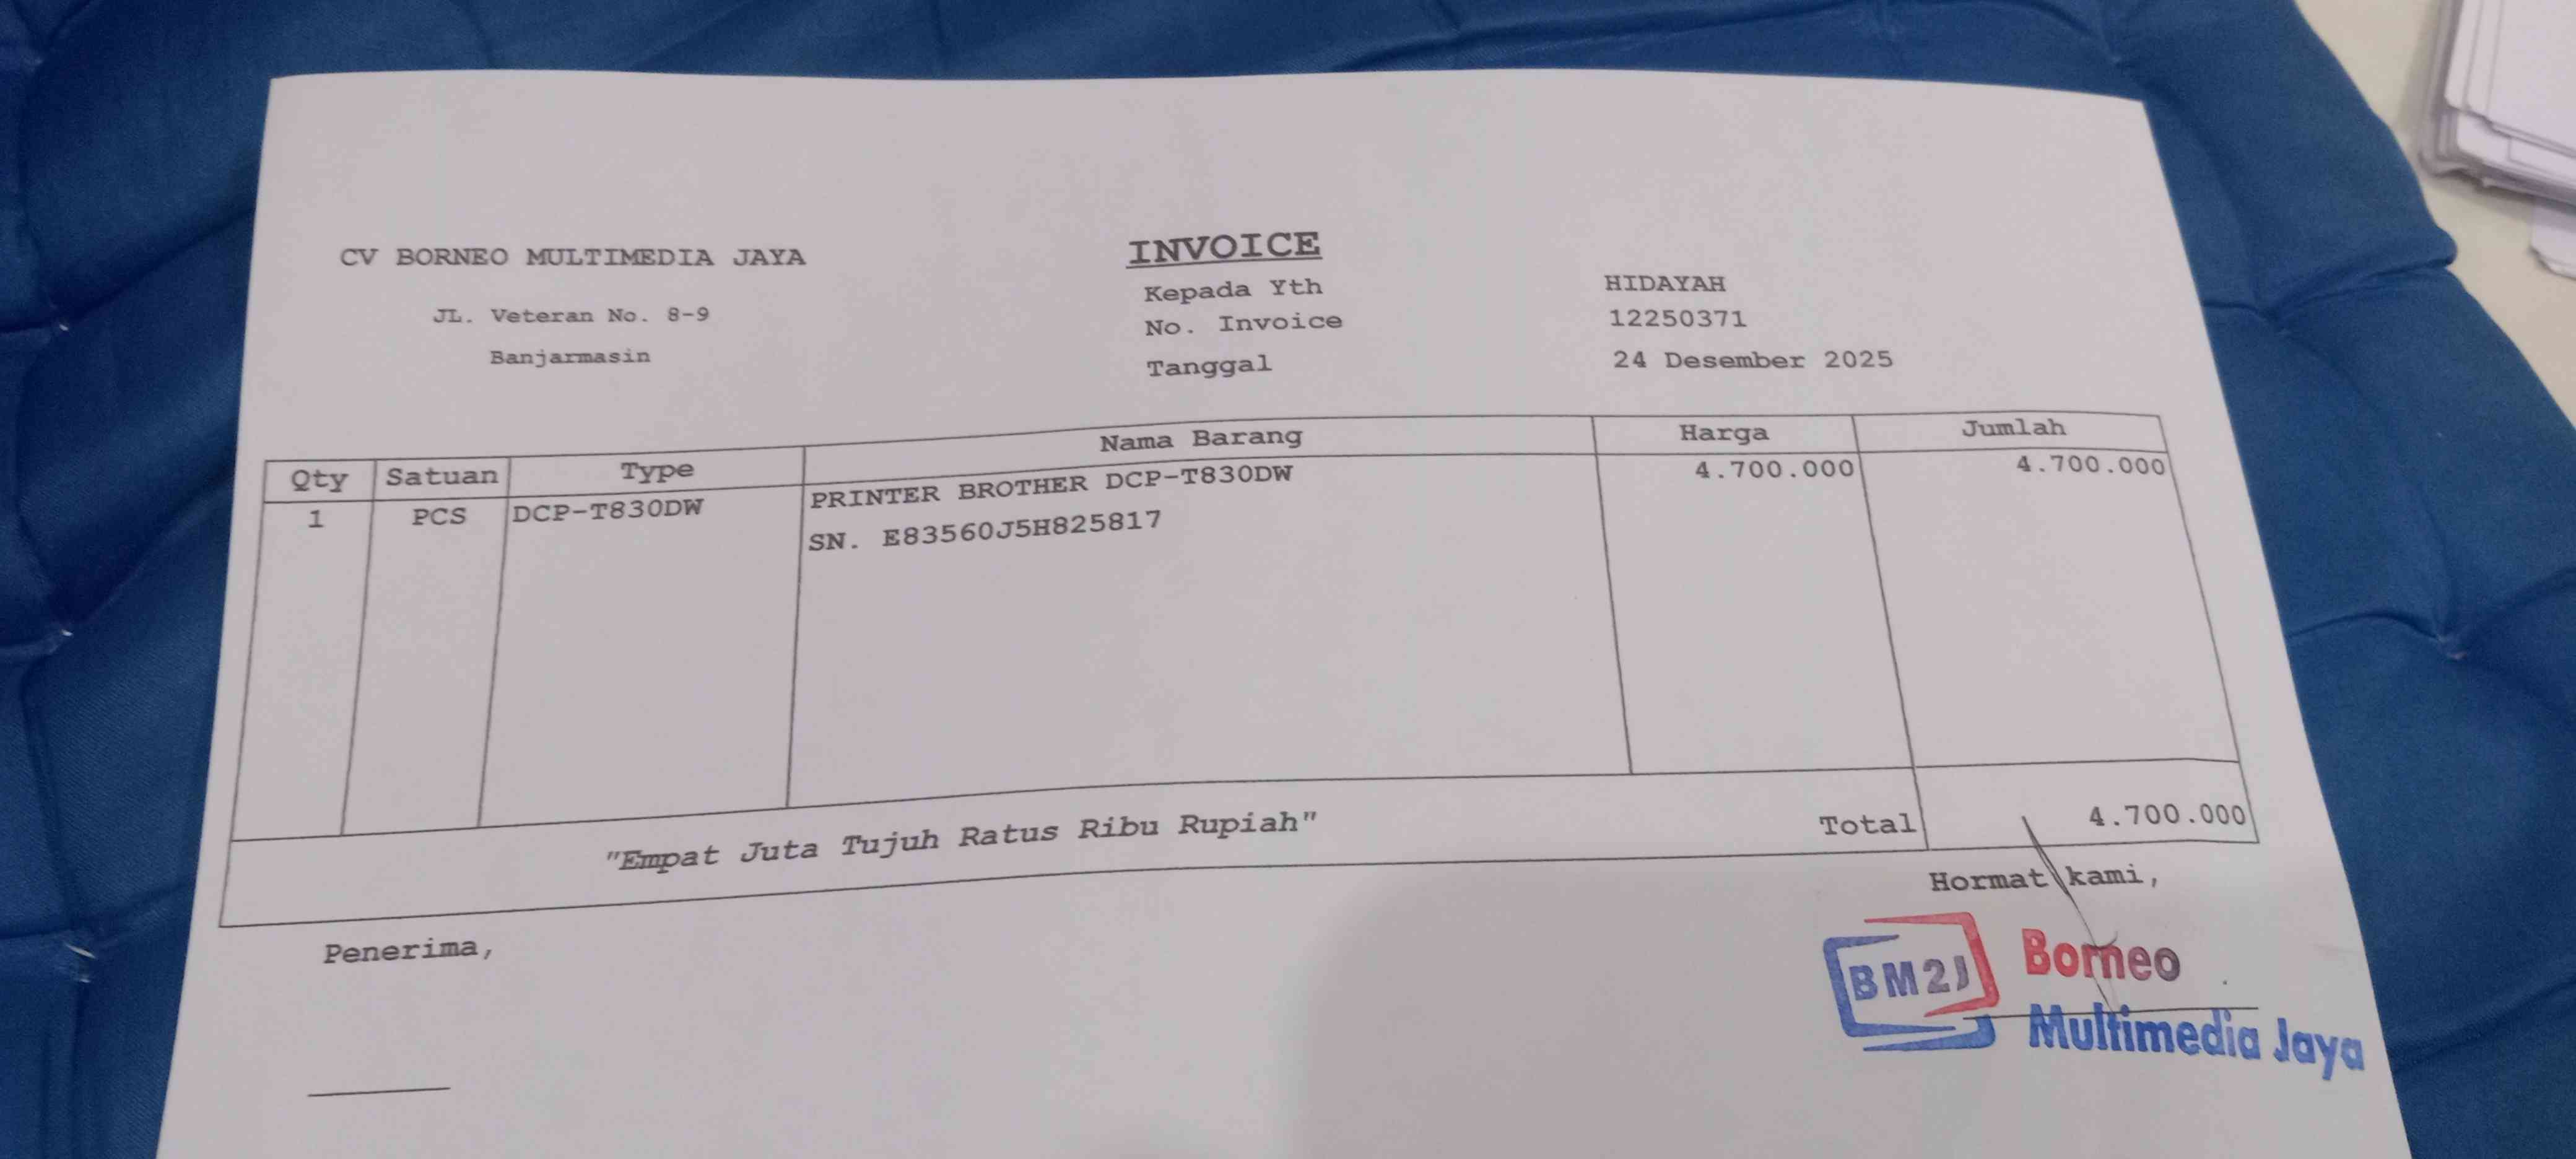 CV BORNEO MULTIMEDIA JAYA
JL. Veteran No. 8-9
Banjarmasin
INVOICE
Kepada Yth HIDAYAH
No. Invoice 12250371
Tanggal 24 Desember 2025
Qty Satuan Type Nama Barang Harga Jumlah
1 PCS DCP-T830DW PRINTER BROTHER DCP-T830DW 4.700.000 4.700.000
SN. E83560J5H825817
"Empat Juta Tujuh Ratus Ribu Rupiah" Total 4.700.000
Penerima, Hormat kami,
BM2J Borneo
Multimedia Jaya